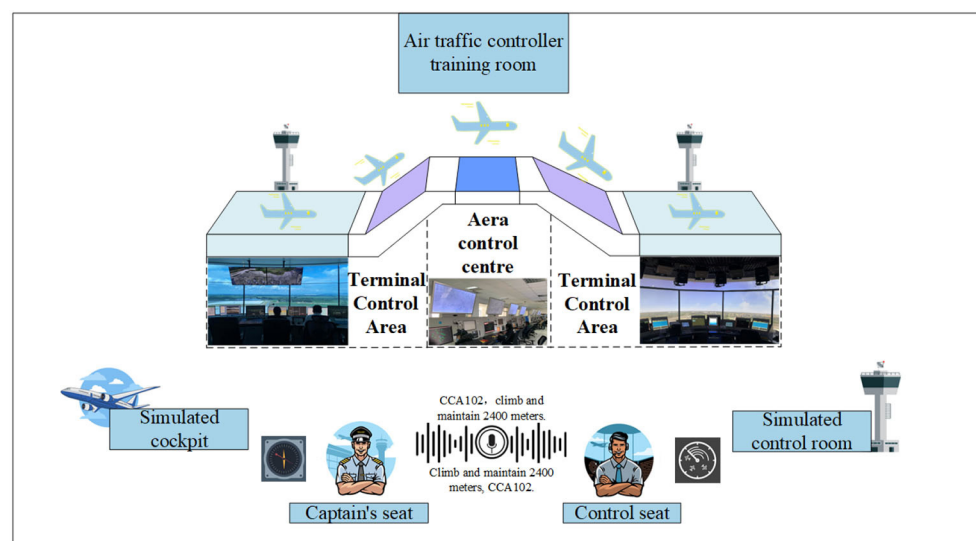 Air traffic controller
training room
Aera
control
centre
Terminal
Control
Area
Terminal
Control
Area
Simulated
cockpit
CCA102，climb and
maintain 2400 meters.
Climb and maintain 2400
meters, CCA102.
Simulated
control room
Captain's seat
Control seat